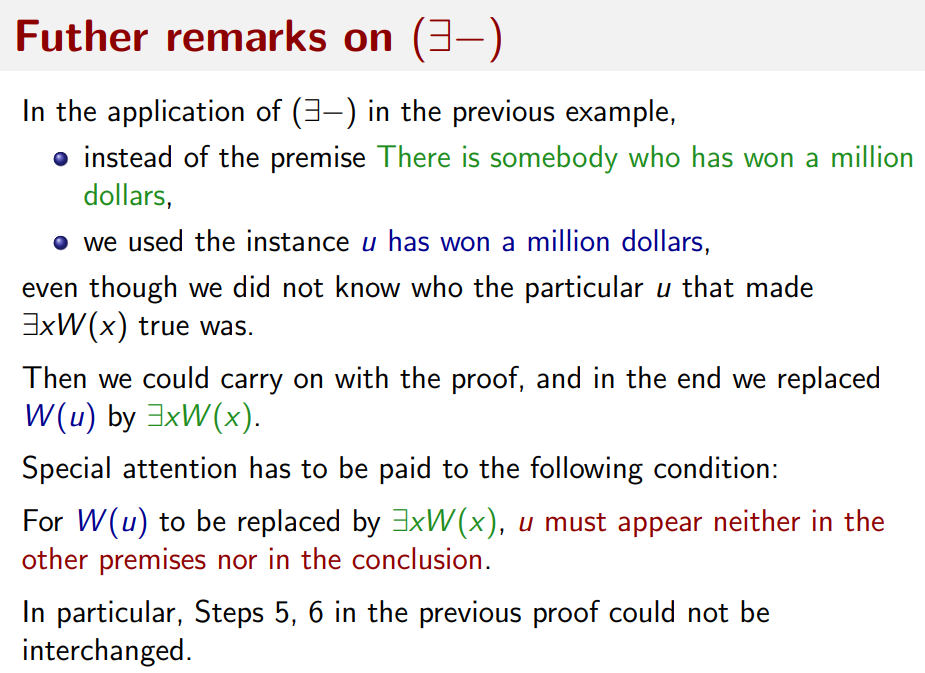 Futher remarks on (∃−)
In the application of (∃−) in the previous example,
instead of the premise There is somebody who has won a million
dollars,
we used the instance u has won a million dollars,
even though we did not know who the particular u that made
∃xW(x) true was.
Then we could carry on with the proof, and in the end we replaced
W(u) by ∃xW(x).
Special attention has to be paid to the following condition:
For W(u) to be replaced by ∃xW(x), u must appear neither in the
other premises nor in the conclusion.
In particular, Steps 5, 6 in the previous proof could not be
interchanged.